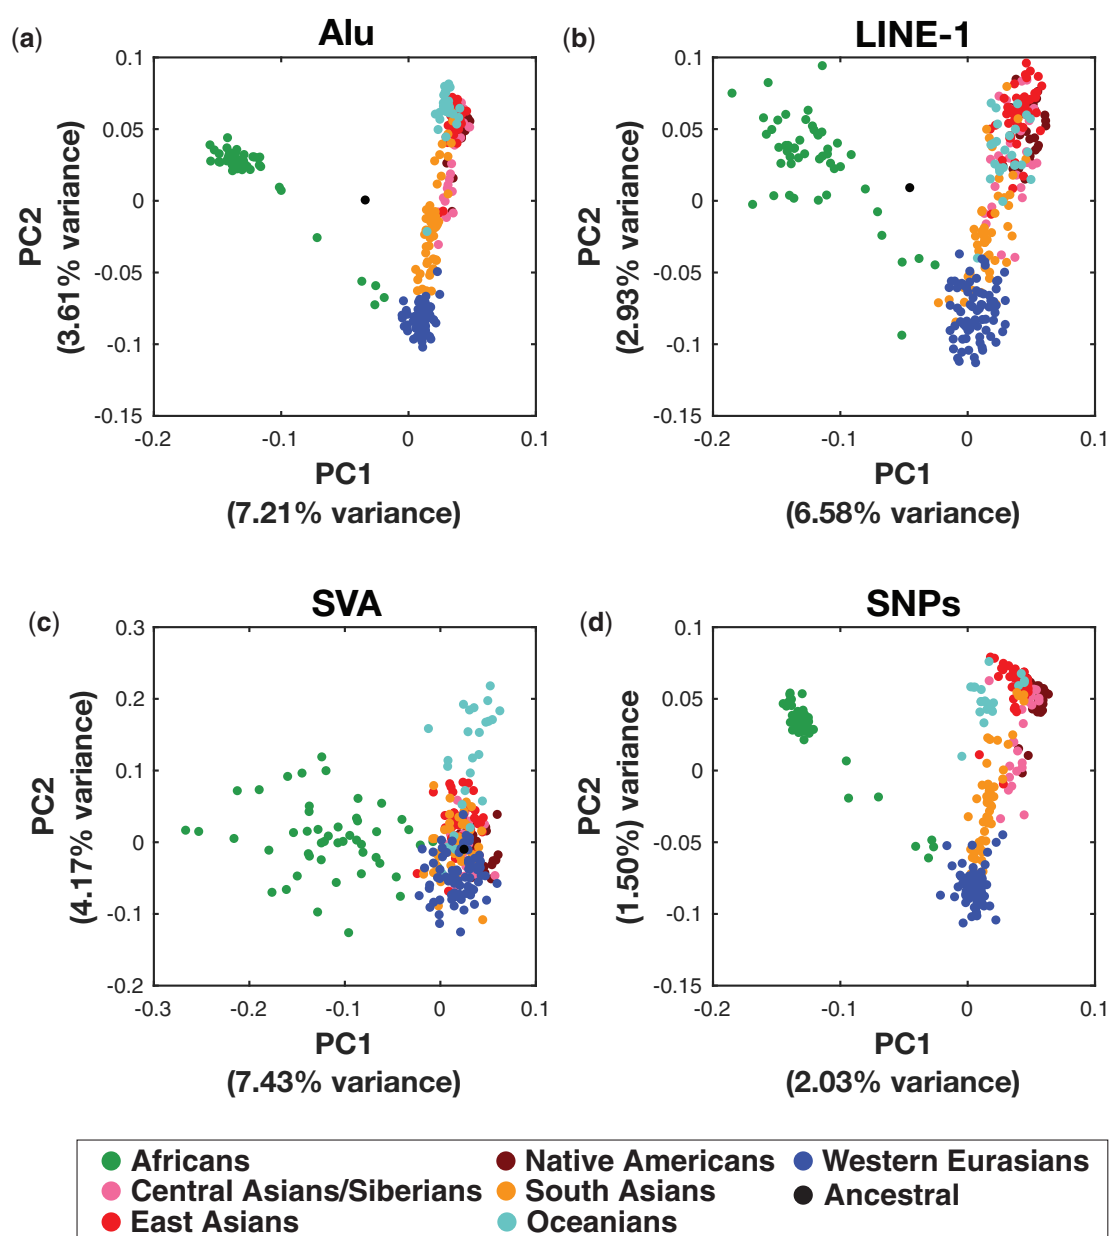 (a) Alu
0.1
0.05
0
-0.05
-0.1
-0.15
-0.2 -0.1 0 0.1
PC2
(3.61% variance)
PC1
(7.21% variance)
(b) LINE-1
0.1
0.05
0
-0.05
-0.1
-0.15
-0.2 -0.1 0 0.1
PC2
(2.93% variance)
PC1
(6.58% variance)
(c) SVA
0.3
0.2
0.1
0
-0.1
-0.2
-0.3 -0.2 -0.1 0 0.1
PC2
(4.17% variance)
PC1
(7.43% variance)
(d) SNPs
0.1
0.05
0
-0.05
-0.1
-0.15
-0.2 -0.1 0 0.1
PC2
(1.50%) variance
PC1
(2.03% variance)
Africans Native Americans Western Eurasians
Central Asians/Siberians South Asians Ancestral
East Asians Oceanians